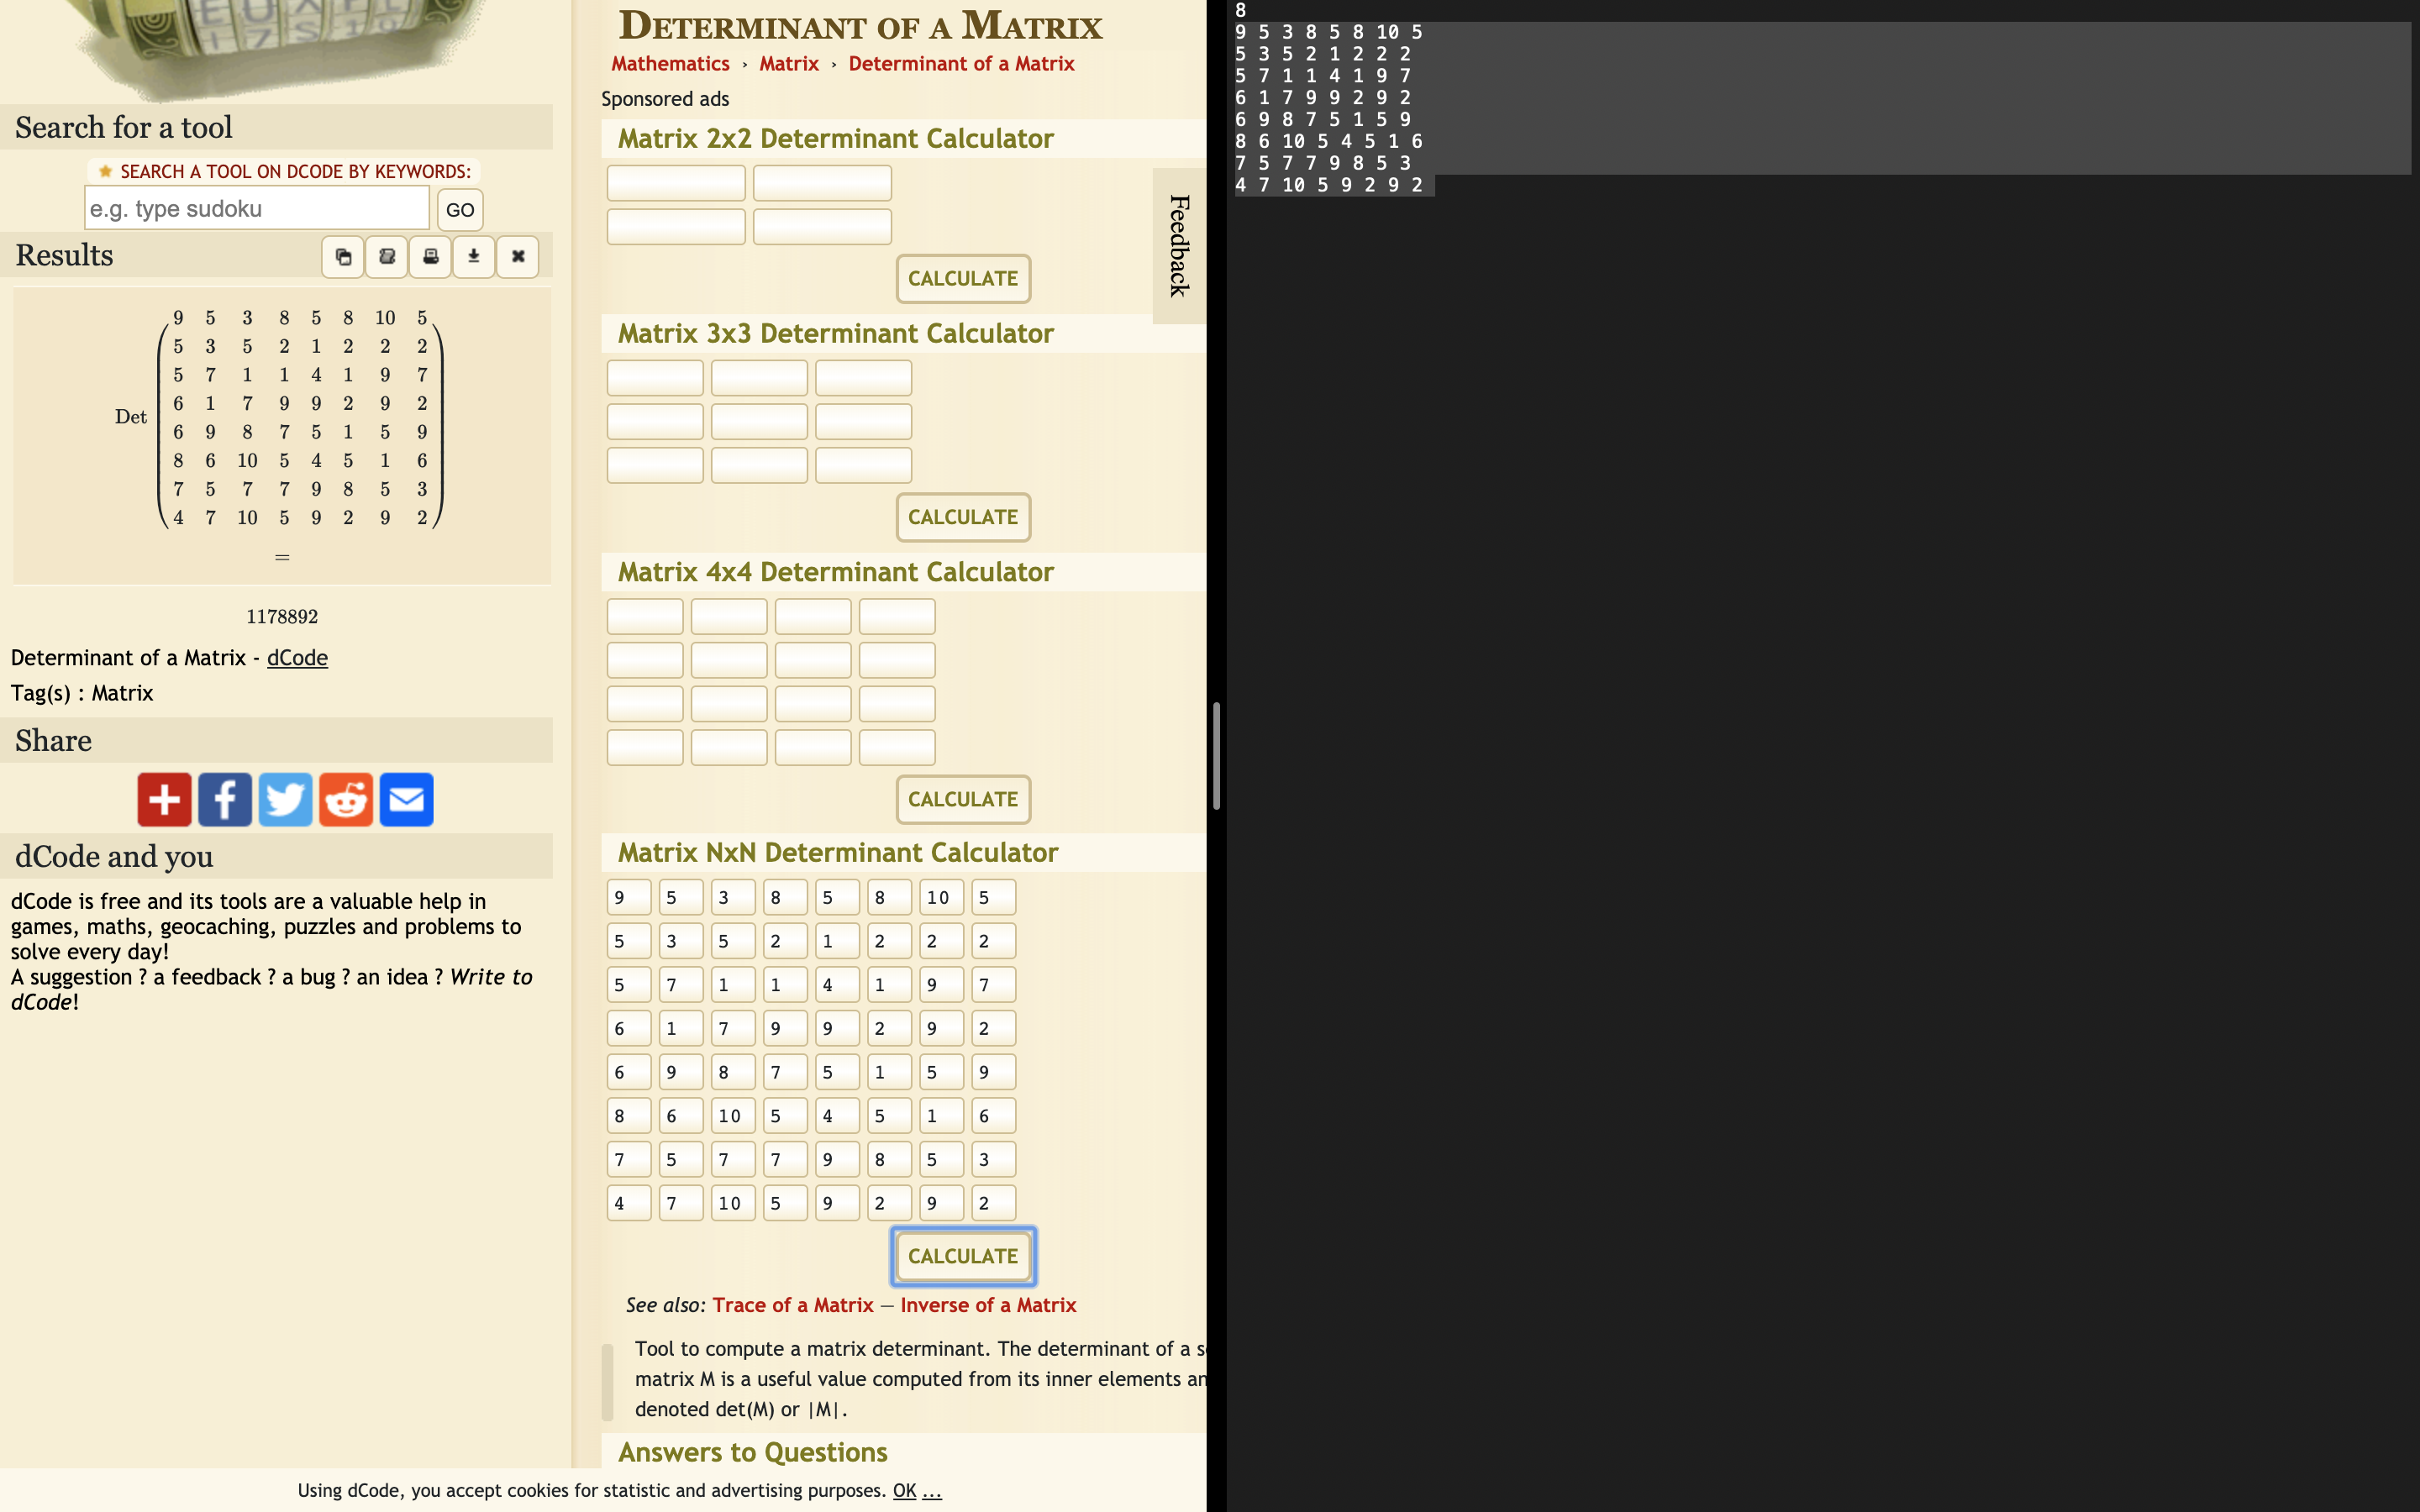 Search for a tool
SEARCH A TOOL ON DCODE BY KEYWORDS:
e.g. type sudoku
GO
Results
Det
9 5 3 8 5 8 10 5
5 3 5 2 1 2 2 2
5 7 1 1 4 1 9 7
6 1 7 9 9 2 9 2
6 9 8 7 5 1 5 9
8 6 10 5 4 5 1 6
7 5 7 7 9 8 5 3
4 7 10 5 9 2 9 2
=
1178892
Determinant of a Matrix - dCode
Tag(s) : Matrix
Share
dCode and you
dCode is free and its tools are a valuable help in
games, maths, geocaching, puzzles and problems to
solve every day!
A suggestion ? a feedback ? a bug ? an idea ? Write to
dCode!
DETERMINANT OF A MATRIX
Mathematics › Matrix › Determinant of a Matrix
Sponsored ads
Matrix 2x2 Determinant Calculator
CALCULATE
Feedback
Matrix 3x3 Determinant Calculator
CALCULATE
Matrix 4x4 Determinant Calculator
CALCULATE
Matrix NxN Determinant Calculator
9 5 3 8 5 8 10 5
5 3 5 2 1 2 2 2
5 7 1 1 4 1 9 7
6 1 7 9 9 2 9 2
6 9 8 7 5 1 5 9
8 6 10 5 4 5 1 6
7 5 7 7 9 8 5 3
4 7 10 5 9 2 9 2
CALCULATE
See also: Trace of a Matrix — Inverse of a Matrix
Tool to compute a matrix determinant. The determinant of a
matrix M is a useful value computed from its inner elements
denoted det(M) or |M|.
Answers to Questions
Using dCode, you accept cookies for statistic and advertising purposes. OK ...
8
9 5 3 8 5 8 10 5
5 3 5 2 1 2 2 2
5 7 1 1 4 1 9 7
6 1 7 9 9 2 9 2
6 9 8 7 5 1 5 9
8 6 10 5 4 5 1 6
7 5 7 7 9 8 5 3
4 7 10 5 9 2 9 2